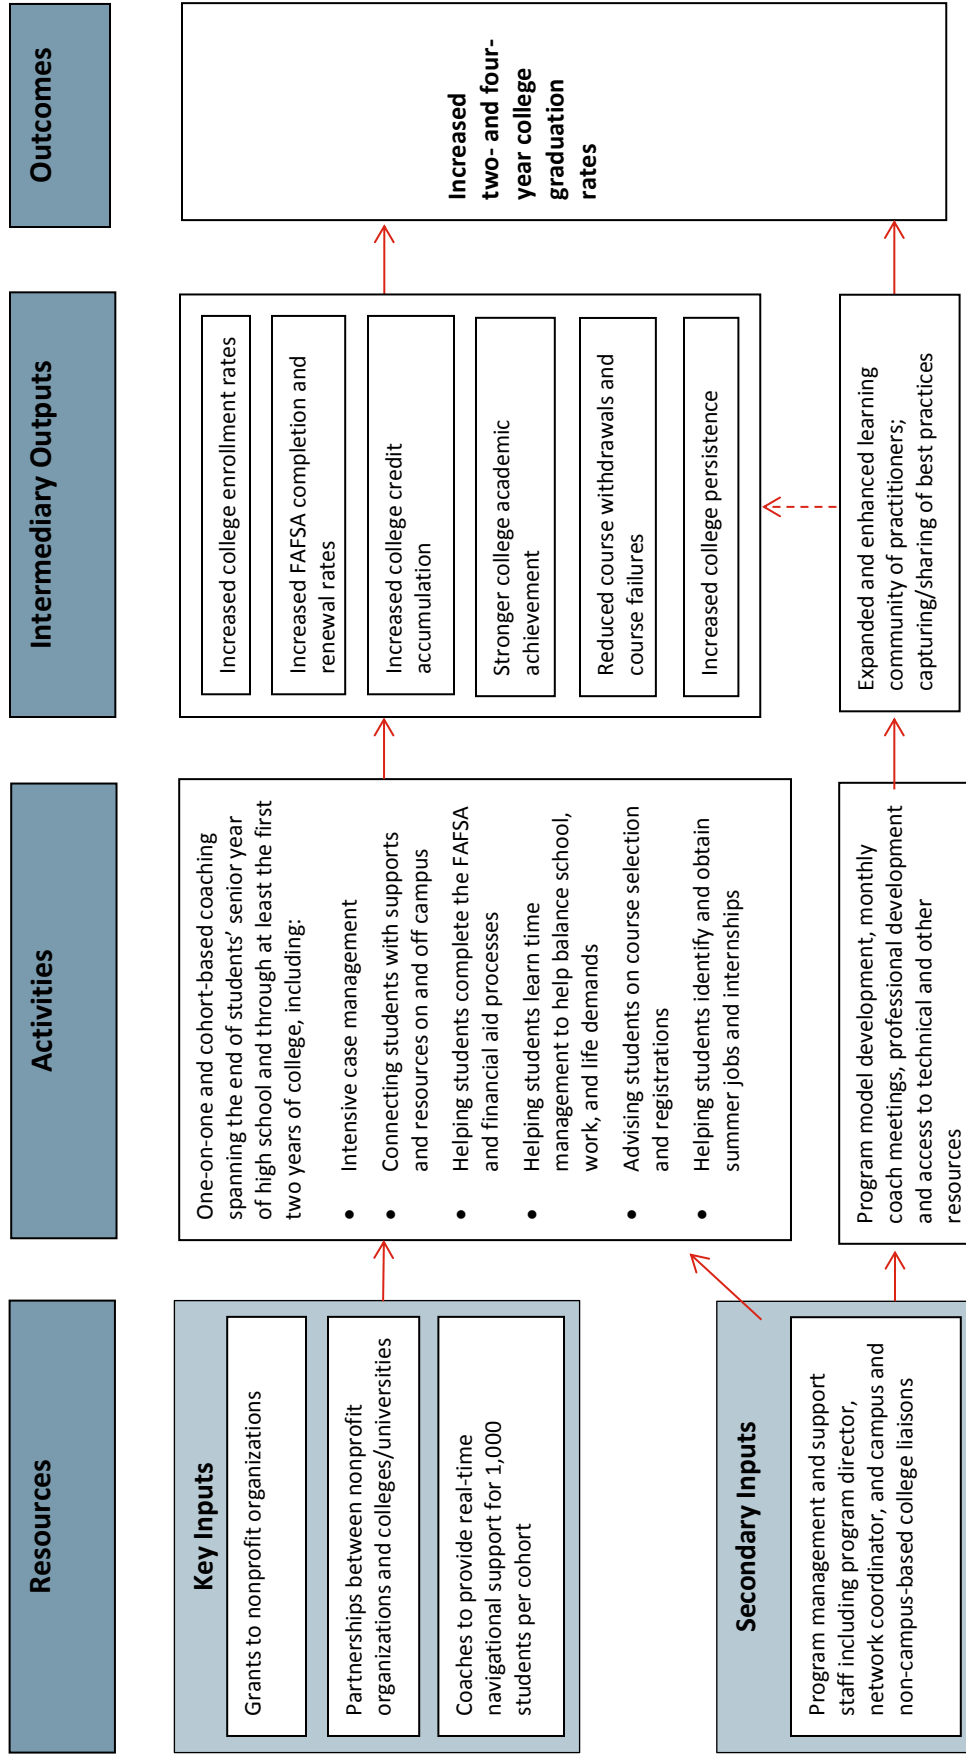 Resources
Activities
Intermediary Outputs
Outcomes
Key Inputs
Grants to nonprofit organizations
Partnerships between nonprofit
organizations and colleges/universities
Coaches to provide real-time
navigational support for 1,000
students per cohort
Secondary Inputs
Program management and support
staff including program director,
network coordinator, and campus and
non-campus-based college liaisons
One-on-one and cohort-based coaching
spanning the end of students’ senior year
of high school and through at least the first
two years of college, including:
• Intensive case management
• Connecting students with supports
and resources on and off campus
• Helping students complete the FAFSA
and financial aid processes
• Helping students learn time
management to help balance school,
work, and life demands
• Advising students on course selection
and registrations
• Helping students identify and obtain
summer jobs and internships
Program model development, monthly
coach meetings, professional development
and access to technical and other
resources
Increased college enrollment rates
Increased FAFSA completion and
renewal rates
Increased college credit
accumulation
Stronger college academic
achievement
Reduced course withdrawals and
course failures
Increased college persistence
Expanded and enhanced learning
community of practitioners;
capturing/sharing of best practices
Increased
two- and four-
year college
graduation
rates